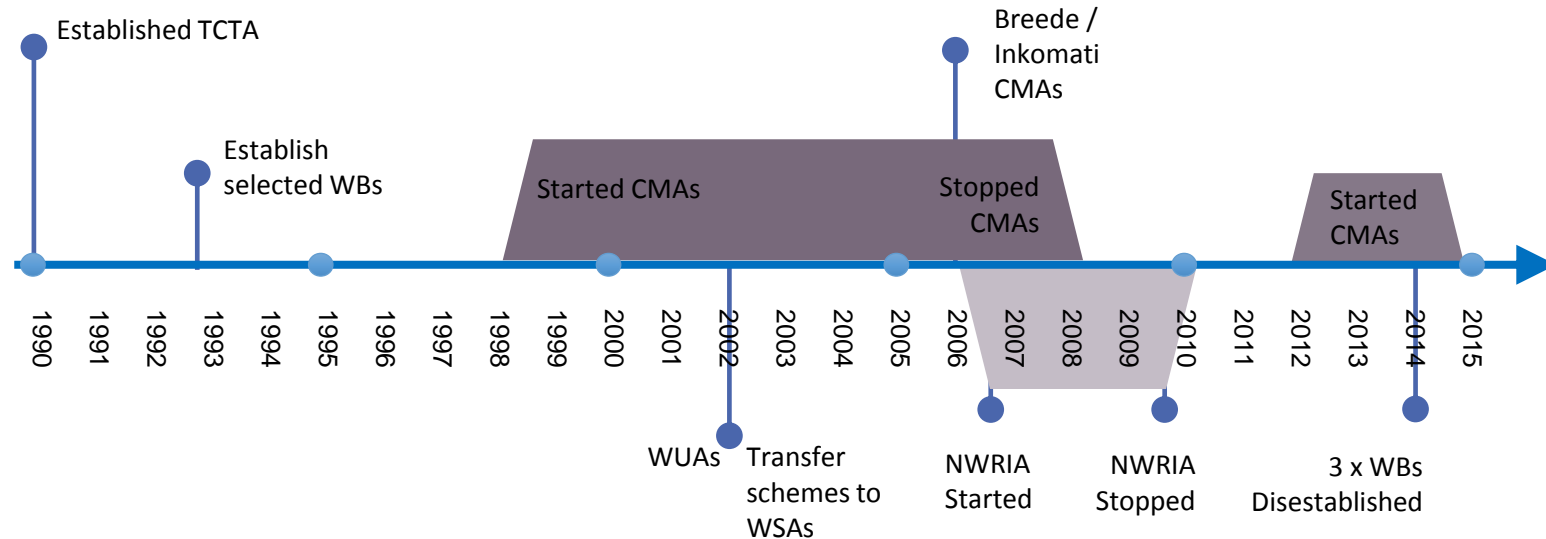 Established TCTA
Establish
selected WBs
Breede /
Inkomati
CMAs
Started CMAs
Stopped
CMAs
Started
CMAs
1990
1991
1992
1993
1994
1995
1996
1997
1998
1999
2000
2001
2002
2003
2004
2005
2006
2007
2008
2009
2010
2011
2012
2013
2014
2015
WUAs
Transfer
schemes to
WSAs
NWRIA
Started
NWRIA
Stopped
3 x WBs
Disestablished